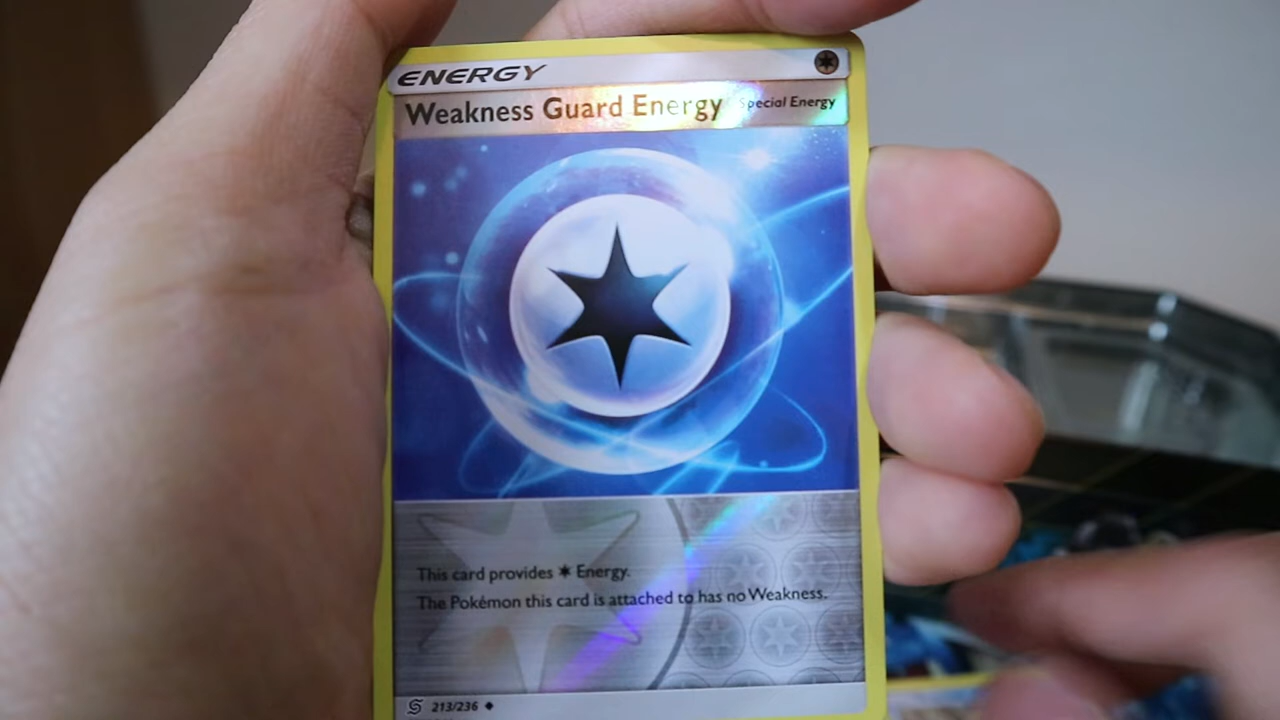 ENERGY
Weakness Guard Energy Special Energy
This card provides Energy.
The Pokémon this card is attached to has no Weakness.
213/236